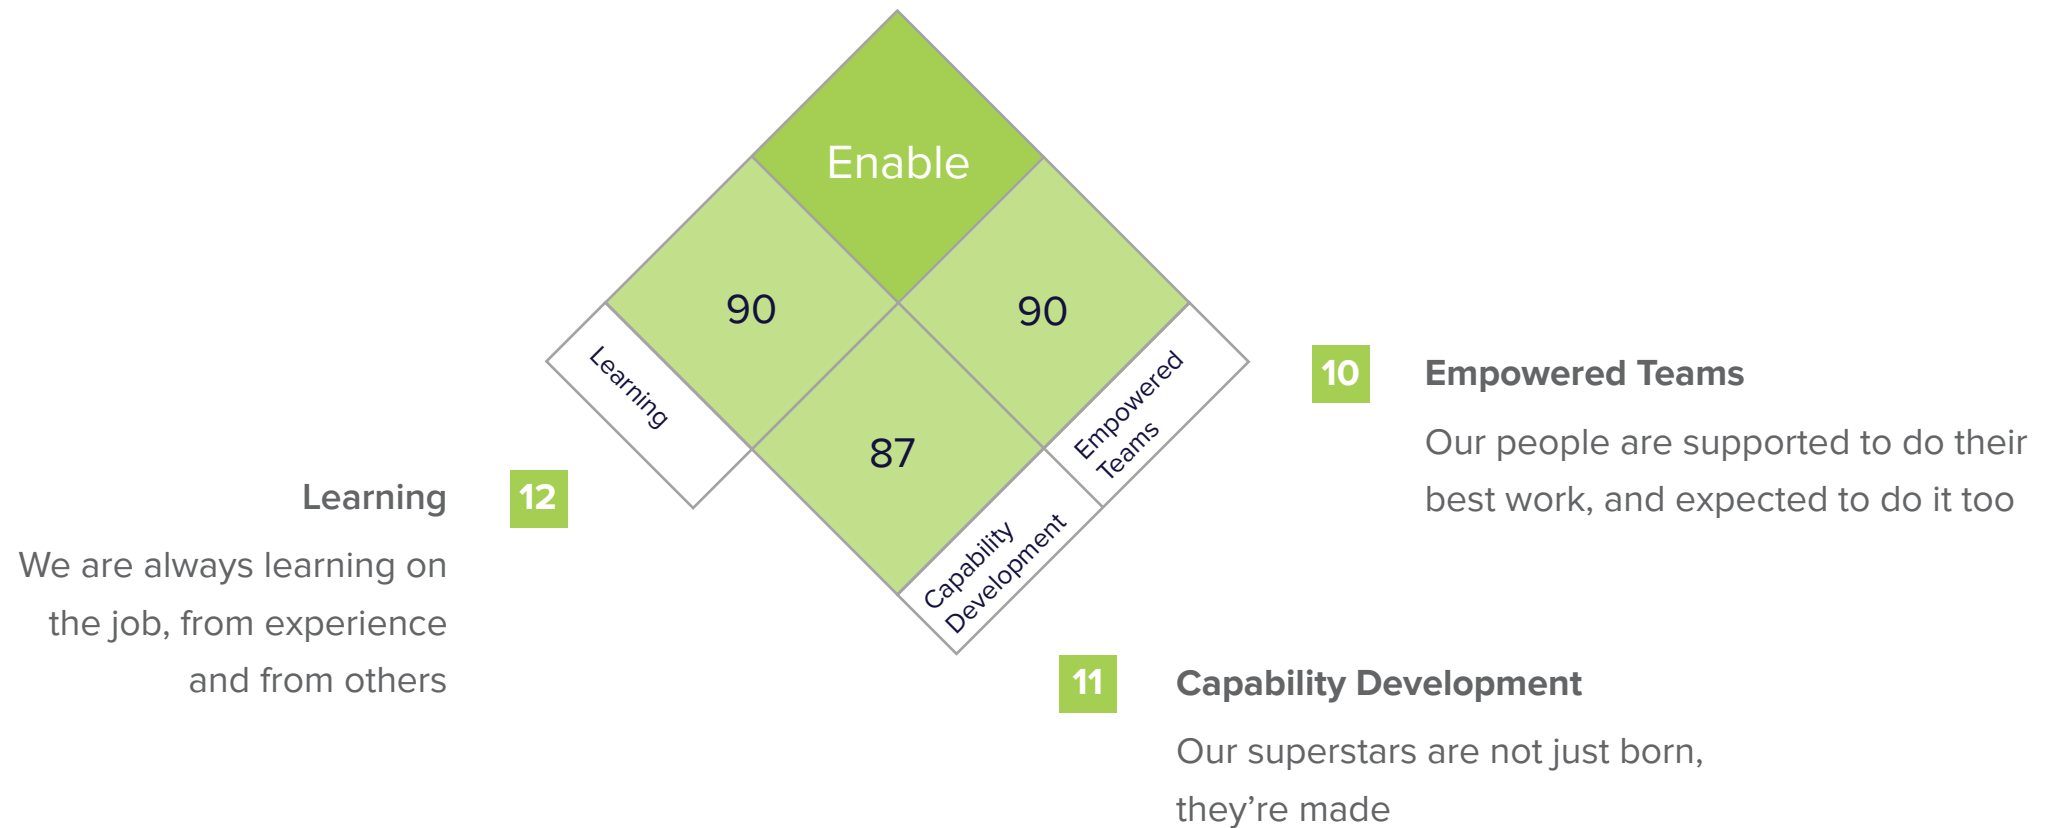 Enable
90
90
87
Learning
Empowered
Teams
Capability
Development
10
Empowered Teams
Our people are supported to do their
best work, and expected to do it too
12
Learning
We are always learning on
the job, from experience
and from others
11
Capability Development
Our superstars are not just born,
they’re made